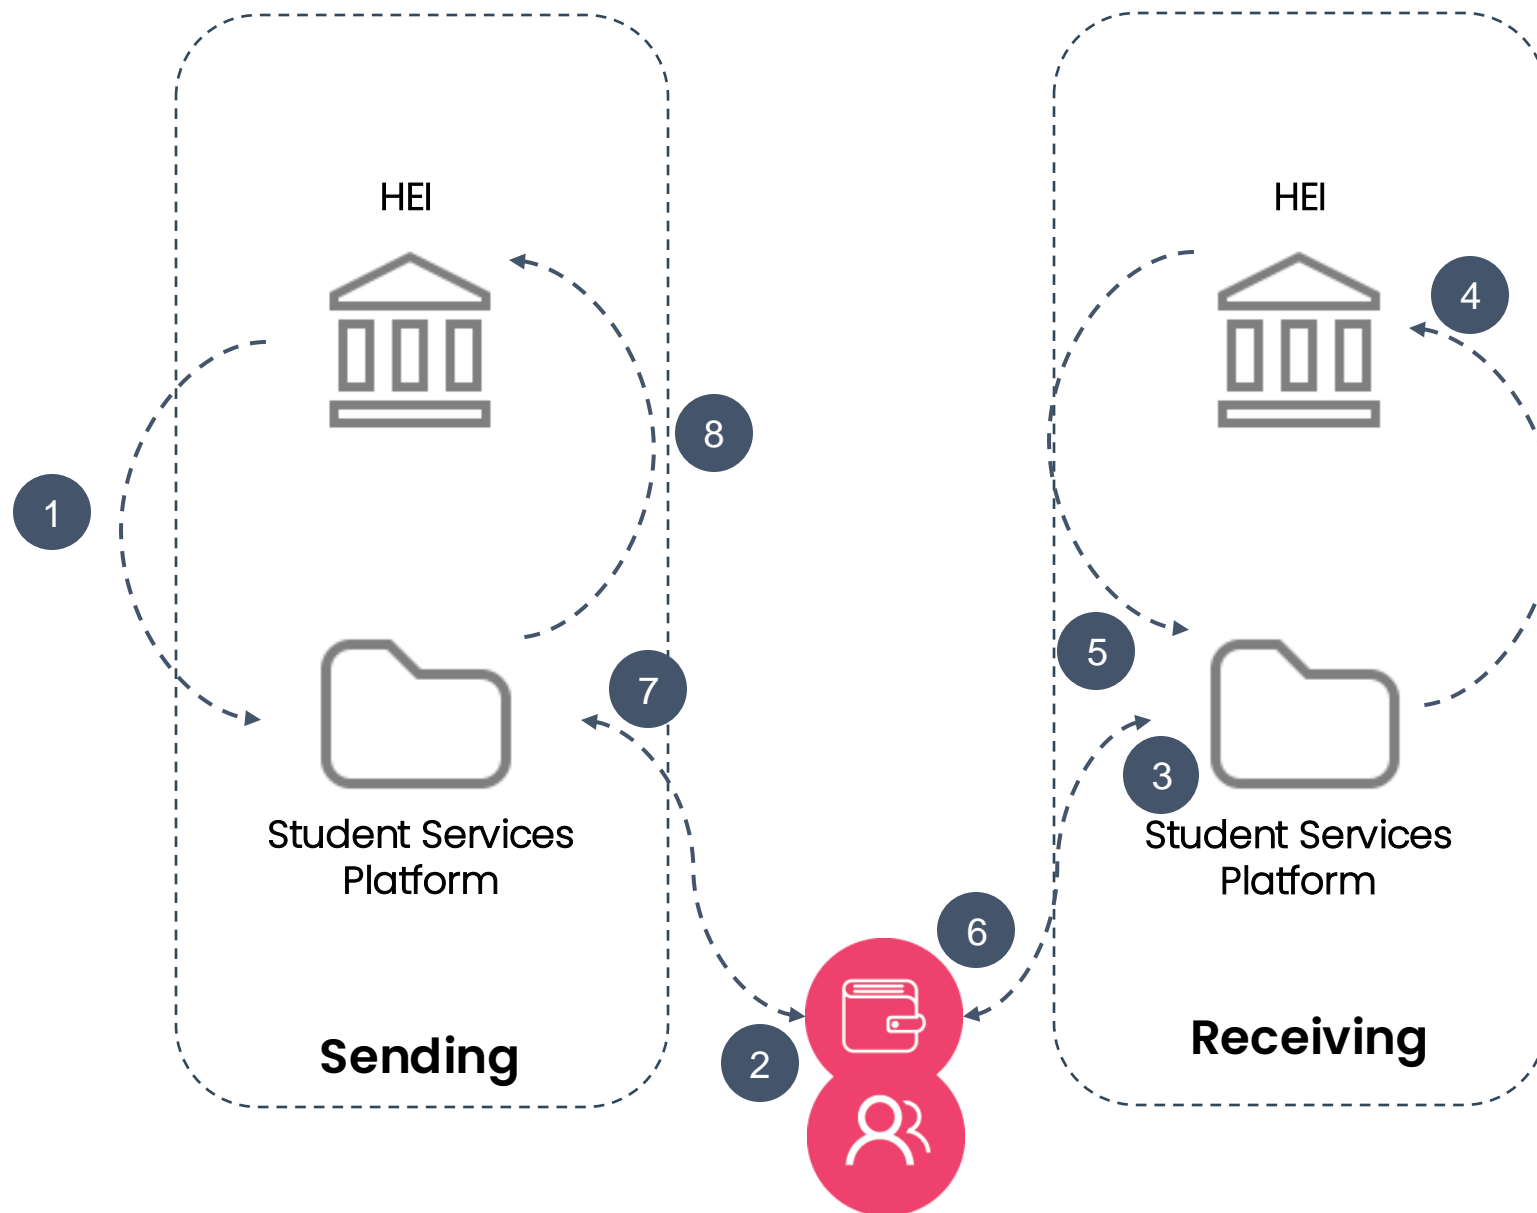 HEI
HEI
4
8
1
5
7
3
Student Services
Platform
Student Services
Platform
6
Sending
Receiving
2